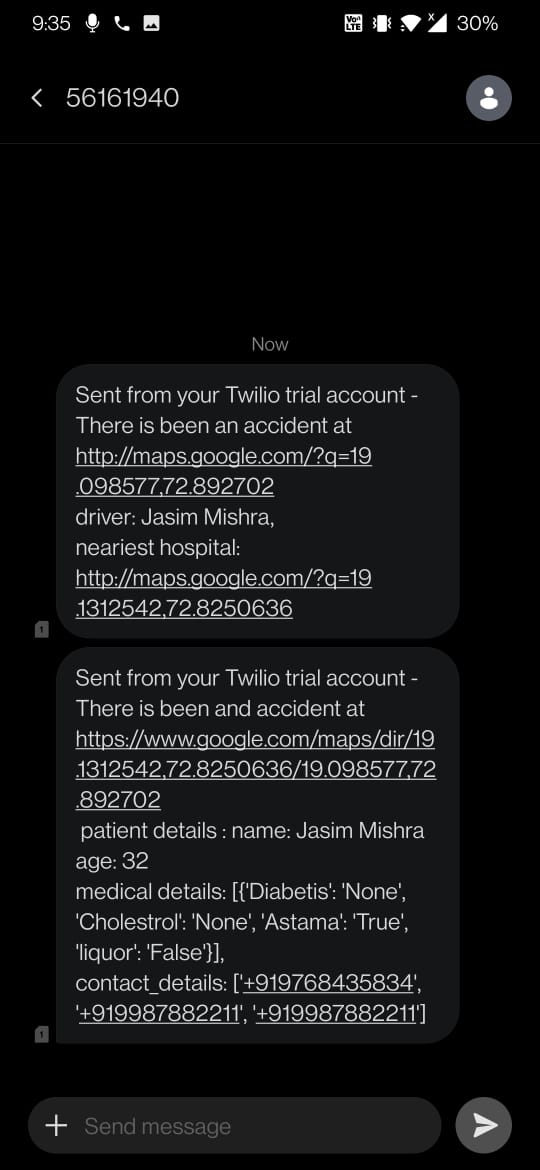 9:35
Vo))
LTE
x
30%
56161940
Now
Sent from your Twilio trial account -
There is been an accident at
http://maps.google.com/?q=19
.098577,72.892702
driver: Jasim Mishra,
neariest hospital:
http://maps.google.com/?q=19
.1312542,72.8250636
1
Sent from your Twilio trial account -
There is been and accident at
https://www.google.com/maps/dir/19
.1312542,72.8250636/19.098577,72
.892702
patient details : name: Jasim Mishra
age: 32
medical details: [{'Diabetis': 'None',
'Cholestrol': 'None', 'Astama': 'True',
'liquor': 'False'}],
contact_details: ['+919768435834',
'+919987882211', '+919987882211']
1
Send message